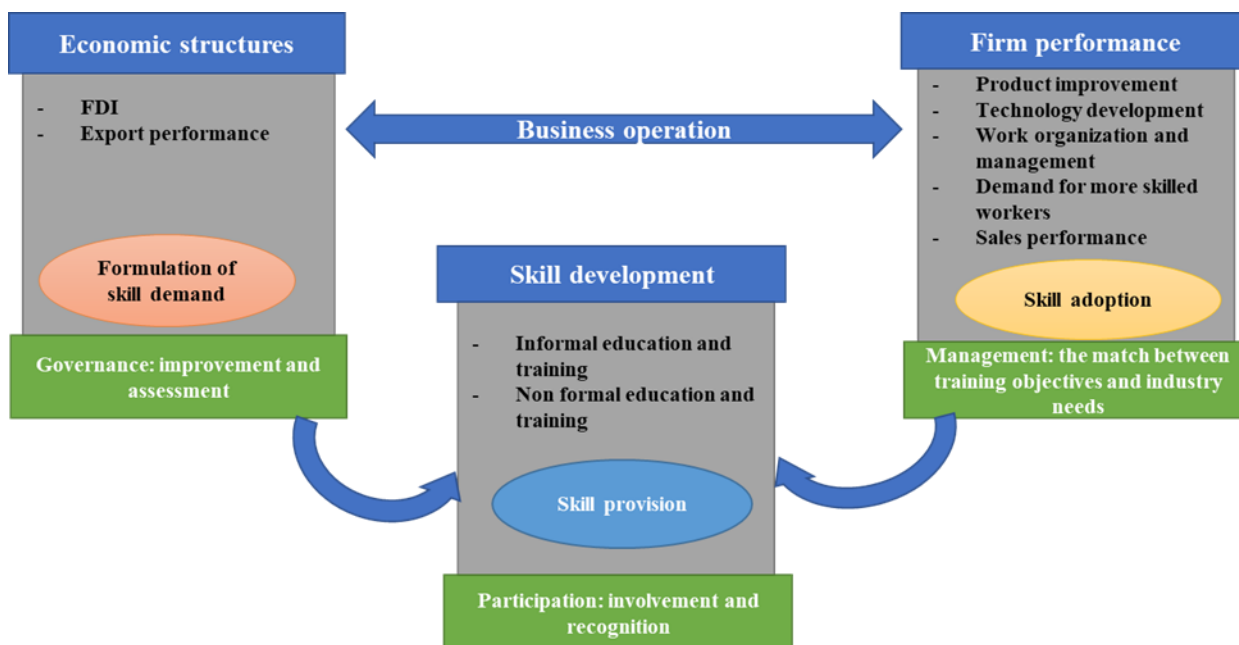 Economic structures
- FDI
- Export performance
Formulation of
skill demand
Governance: improvement and
assessment
Business operation
Firm performance
- Product improvement
- Technology development
- Work organization and
management
- Demand for more skilled
workers
- Sales performance
Skill adoption
Management: the match between
training objectives and industry
needs
Skill development
- Informal education and
training
- Non formal education and
training
Skill provision
Participation: involvement and
recognition